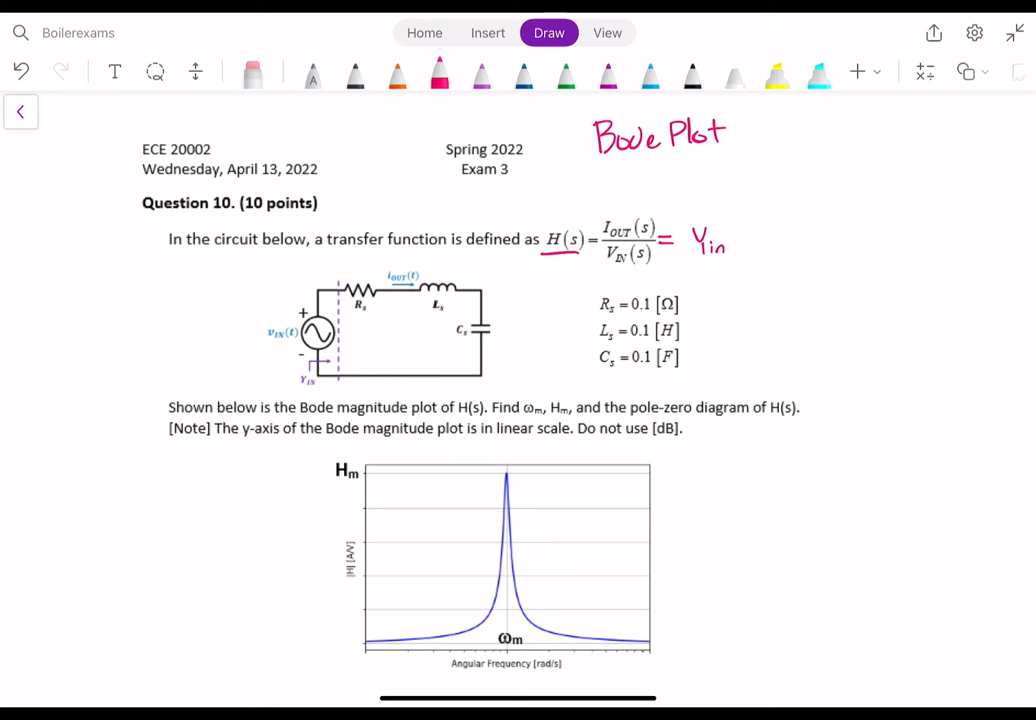 Boilerexams
Home Insert Draw View
Bode Plot
ECE 20002 Spring 2022
Wednesday, April 13, 2022 Exam 3
Question 10. (10 points)
In the circuit below, a transfer function is defined as H(s) = I_OUT(s) / V_IN(s) = Yin
i_OUT(t)
R_s L_s
+
v_IN(t)
-
C_s
Y_IN
R_s = 0.1 [Ω]
L_s = 0.1 [H]
C_s = 0.1 [F]
Shown below is the Bode magnitude plot of H(s). Find ω_m, H_m, and the pole-zero diagram of H(s).
[Note] The y-axis of the Bode magnitude plot is in linear scale. Do not use [dB].
H_m
|H| [A/V]
ω_m
Angular Frequency [rad/s]